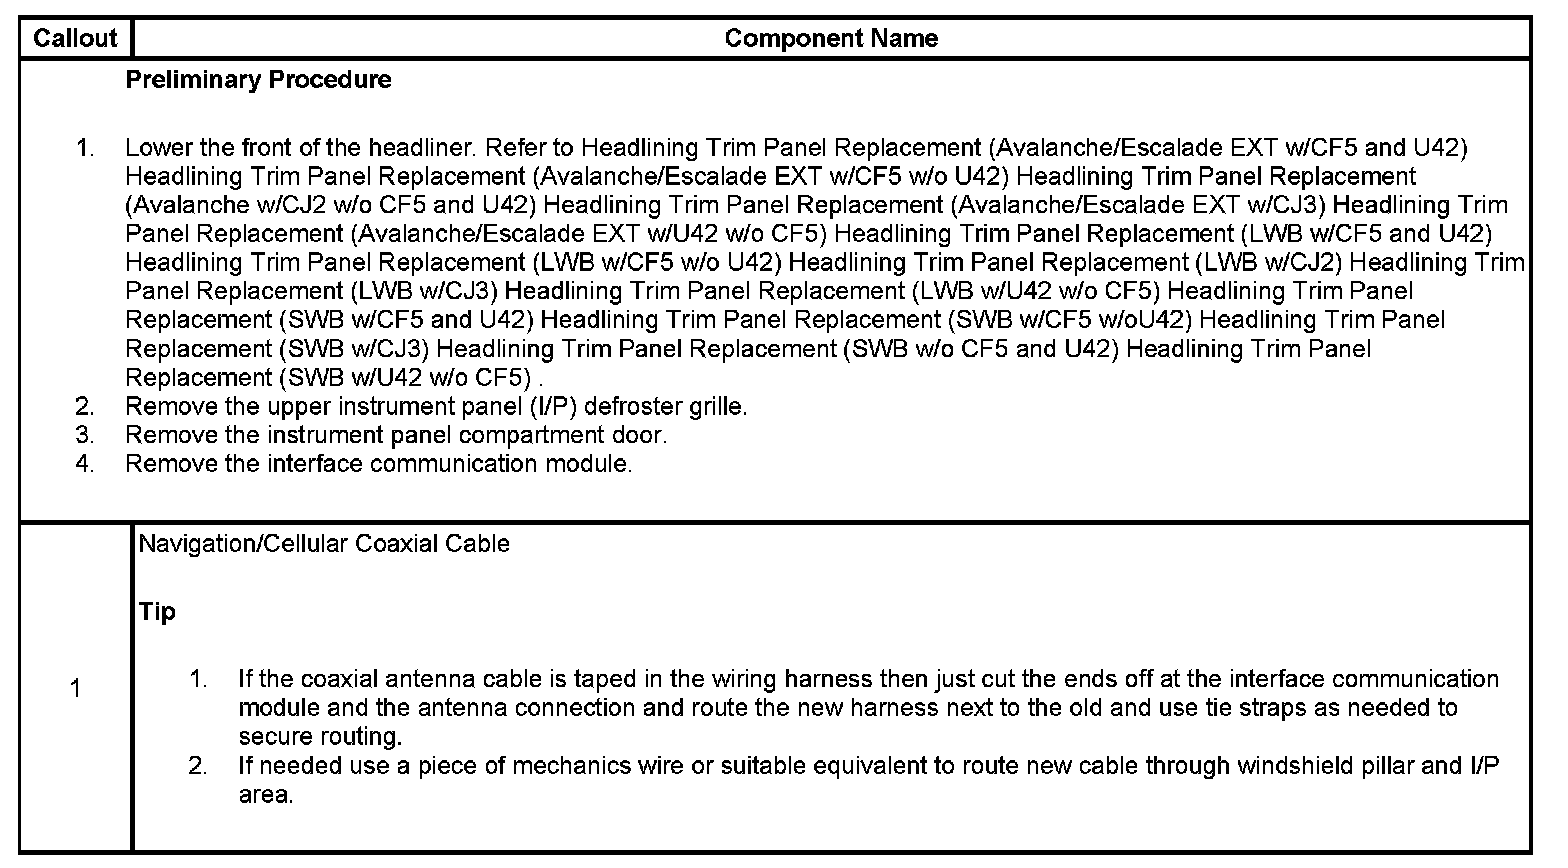 Callout Component Name
Preliminary Procedure
1. Lower the front of the headliner. Refer to Headlining Trim Panel Replacement (Avalanche/Escalade EXT w/CF5 and U42)
Headlining Trim Panel Replacement (Avalanche/Escalade EXT w/CF5 w/o U42) Headlining Trim Panel Replacement
(Avalanche w/CJ2 w/o CF5 and U42) Headlining Trim Panel Replacement (Avalanche/Escalade EXT w/CJ3) Headlining Trim
Panel Replacement (Avalanche/Escalade EXT w/U42 w/o CF5) Headlining Trim Panel Replacement (LWB w/CF5 and U42)
Headlining Trim Panel Replacement (LWB w/CF5 w/o U42) Headlining Trim Panel Replacement (LWB w/CJ2) Headlining Trim
Panel Replacement (LWB w/CJ3) Headlining Trim Panel Replacement (LWB w/U42 w/o CF5) Headlining Trim Panel
Replacement (SWB w/CF5 and U42) Headlining Trim Panel Replacement (SWB w/CF5 w/oU42) Headlining Trim Panel
Replacement (SWB w/CJ3) Headlining Trim Panel Replacement (SWB w/o CF5 and U42) Headlining Trim Panel
Replacement (SWB w/U42 w/o CF5) .
2. Remove the upper instrument panel (I/P) defroster grille.
3. Remove the instrument panel compartment door.
4. Remove the interface communication module.
1
Navigation/Cellular Coaxial Cable
Tip
1. If the coaxial antenna cable is taped in the wiring harness then just cut the ends off at the interface communication
module and the antenna connection and route the new harness next to the old and use tie straps as needed to
secure routing.
2. If needed use a piece of mechanics wire or suitable equivalent to route new cable through windshield pillar and I/P
area.